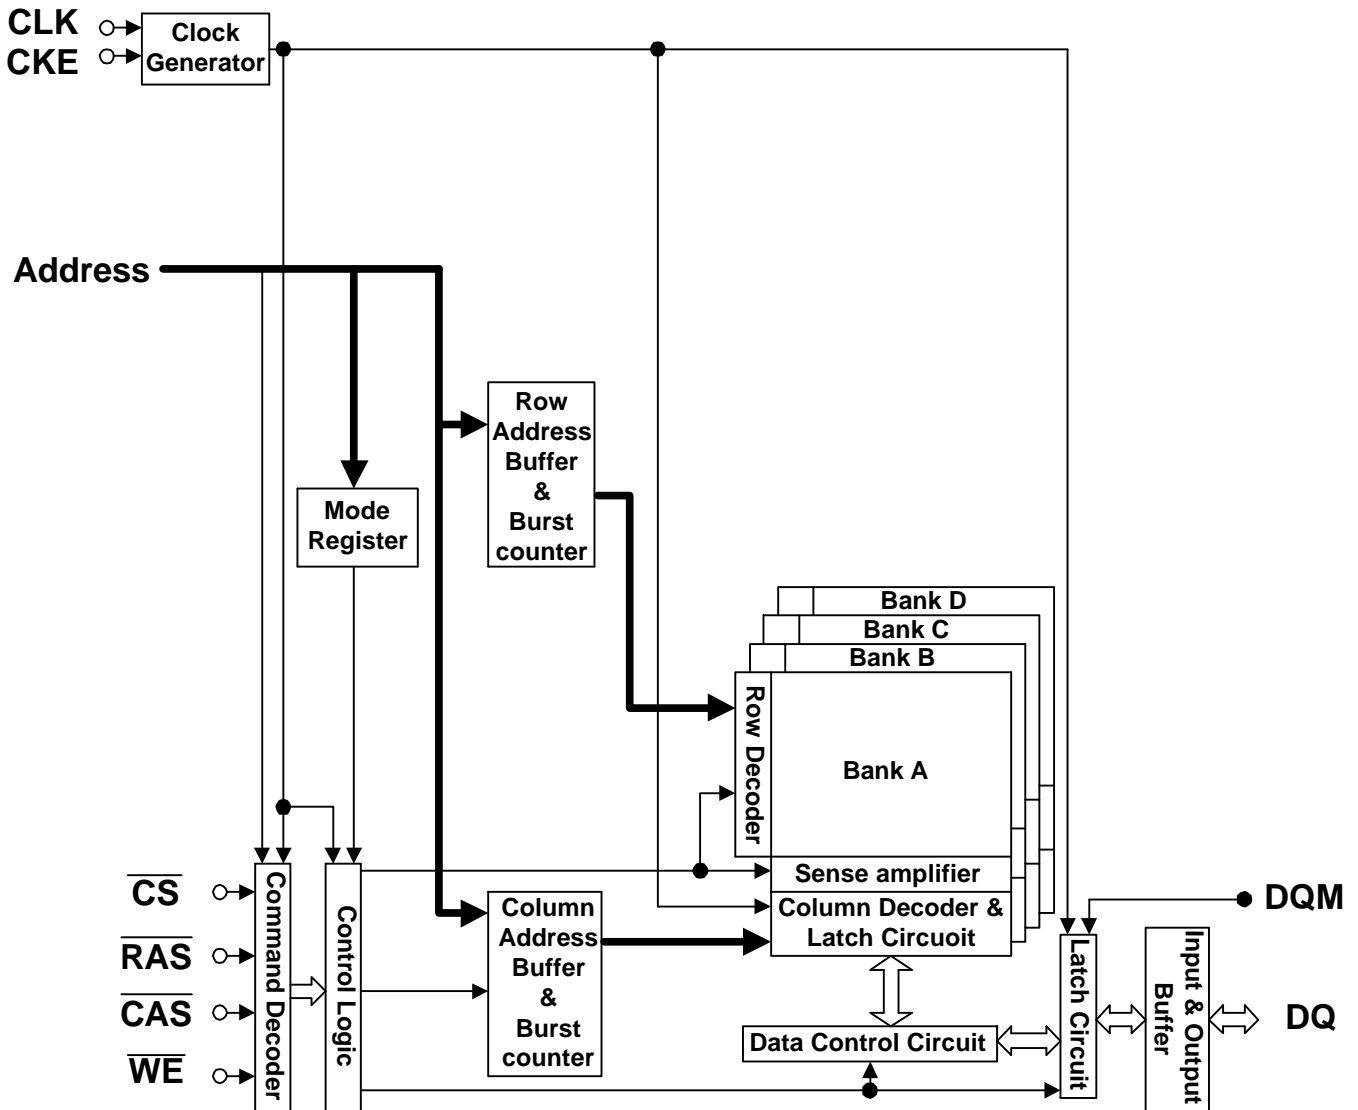 CLK
CKE
Clock
Generator
Address
Row
Address
Buffer
&
Burst
counter
Mode
Register
Bank D
Bank C
Bank B
Row Decoder
Bank A
Sense amplifier
Column Decoder &
Latch Circuoit
CS
RAS
CAS
WE
Command Decoder
Control Logic
Column
Address
Buffer
&
Burst
counter
Data Control Circuit
Latch Circuit
Input & Output
Buffer
DQM
DQ